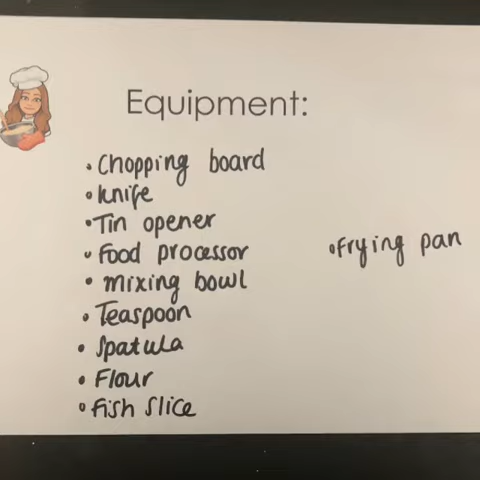 Equipment:
• Chopping board
• knife
• Tin opener
• Food processor
• mixing bowl
• Teaspoon
• Spatula
• Flour
• Fish slice
• Frying pan